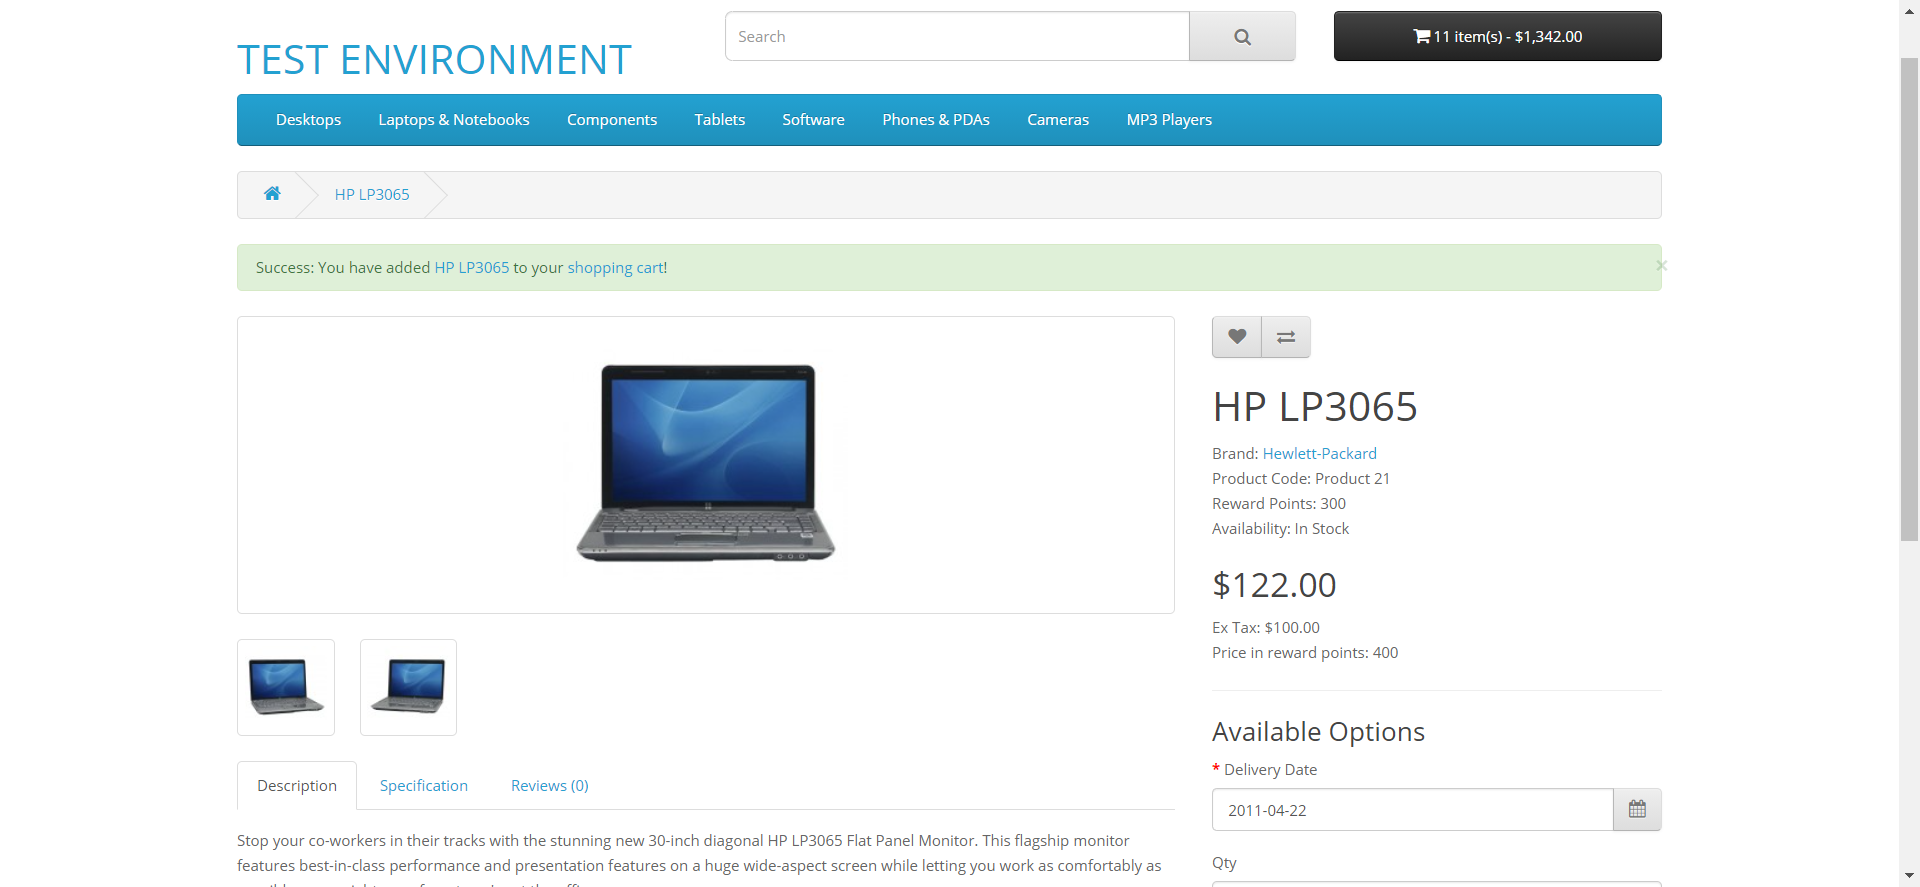 TEST ENVIRONMENT
Search
11 item(s) - $1,342.00
Desktops
Laptops & Notebooks
Components
Tablets
Software
Phones & PDAs
Cameras
MP3 Players
HP LP3065
Success: You have added HP LP3065 to your shopping cart!
×
HP LP3065
Brand: Hewlett-Packard
Product Code: Product 21
Reward Points: 300
Availability: In Stock
$122.00
Ex Tax: $100.00
Price in reward points: 400
Available Options
* Delivery Date
2011-04-22
Qty
Description
Specification
Reviews (0)
Stop your co-workers in their tracks with the stunning new 30-inch diagonal HP LP3065 Flat Panel Monitor. This flagship monitor
features best-in-class performance and presentation features on a huge wide-aspect screen while letting you work as comfortably as